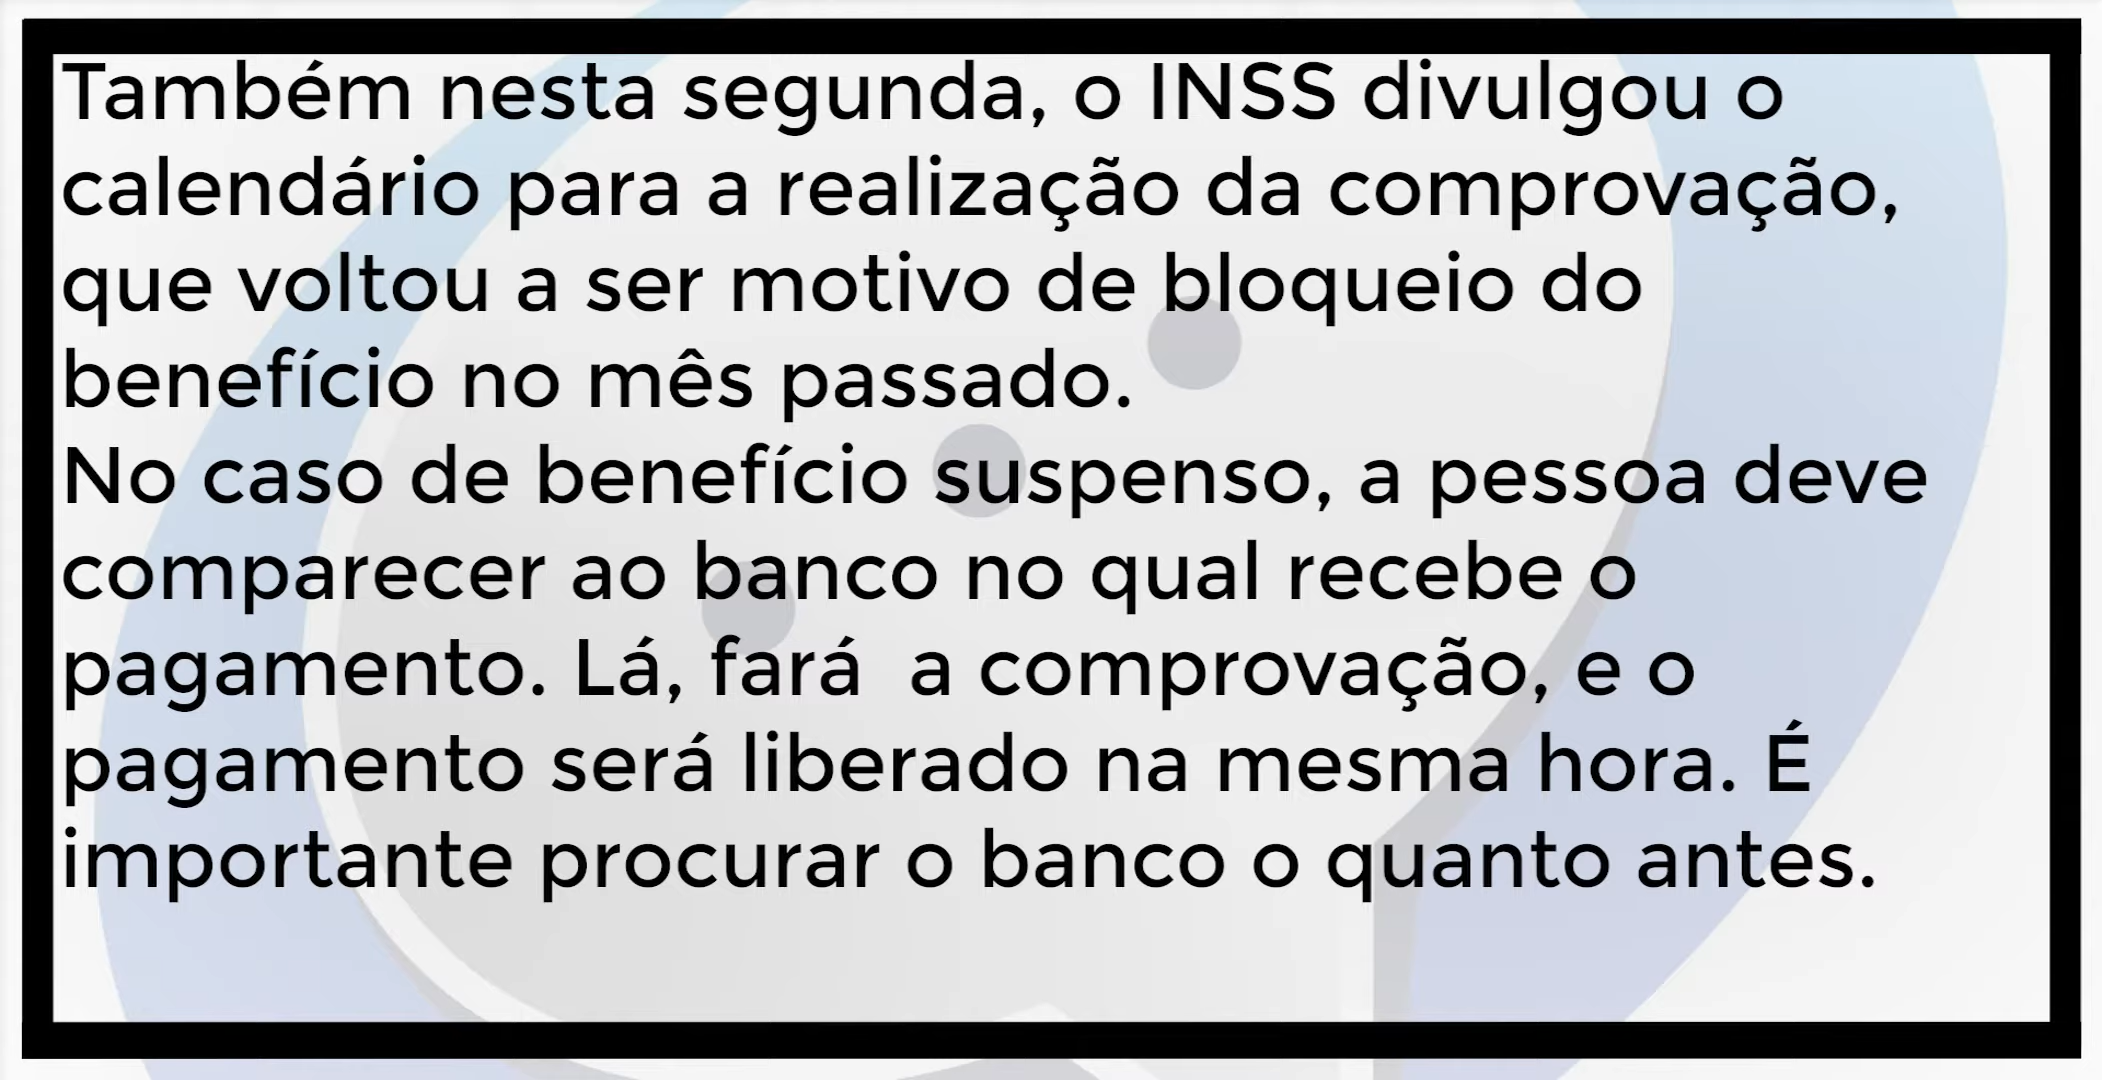 Também nesta segunda, o INSS divulgou o
calendário para a realização da comprovação,
que voltou a ser motivo de bloqueio do
benefício no mês passado.
No caso de benefício suspenso, a pessoa deve
comparecer ao banco no qual recebe o
pagamento. Lá, fará  a comprovação, e o
pagamento será liberado na mesma hora. É
importante procurar o banco o quanto antes.